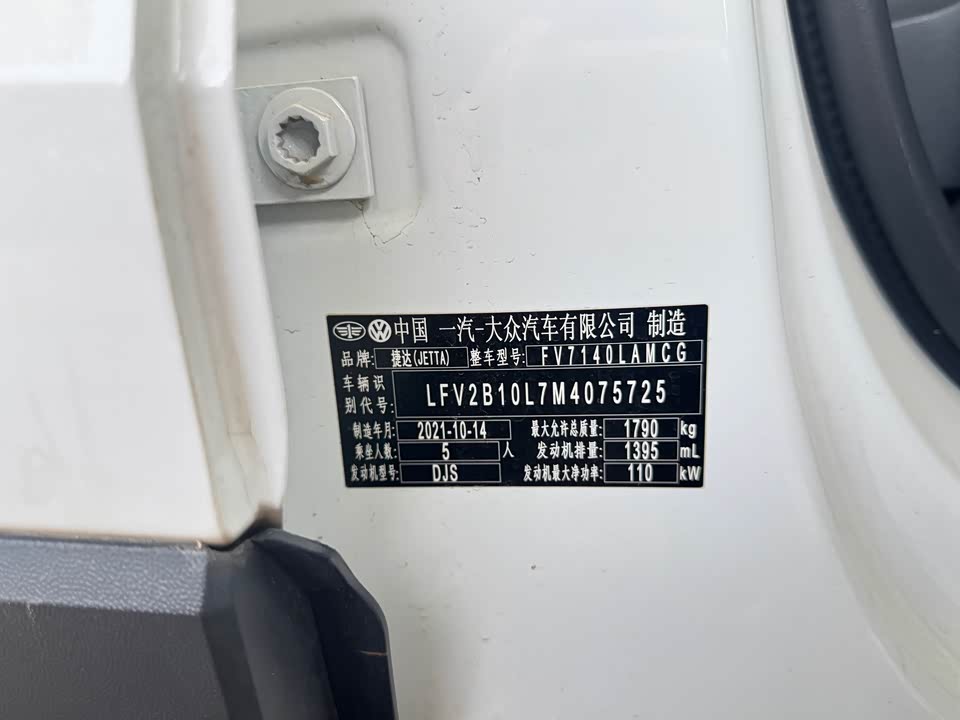 中国 一汽-大众汽车有限公司 制造
品牌: 捷达(JETTA) 整车型号: FV7140LAMCG
车辆识别代号: LFV2B10L7M4075725
制造年月: 2021-10-14 最大允许总质量: 1790 kg
乘坐人数: 5 人 发动机排量: 1395 mL
发动机型号: DJS 发动机最大净功率: 110 kW